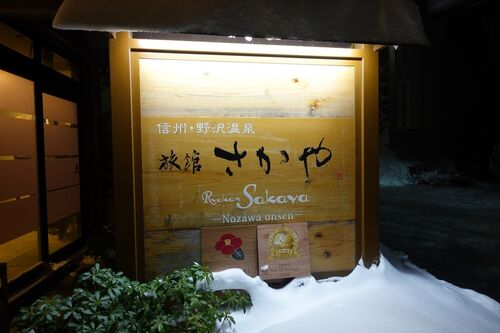 信州・野沢温泉
旅館 さかや
Ryokan Sakaya
Nozawa onsen